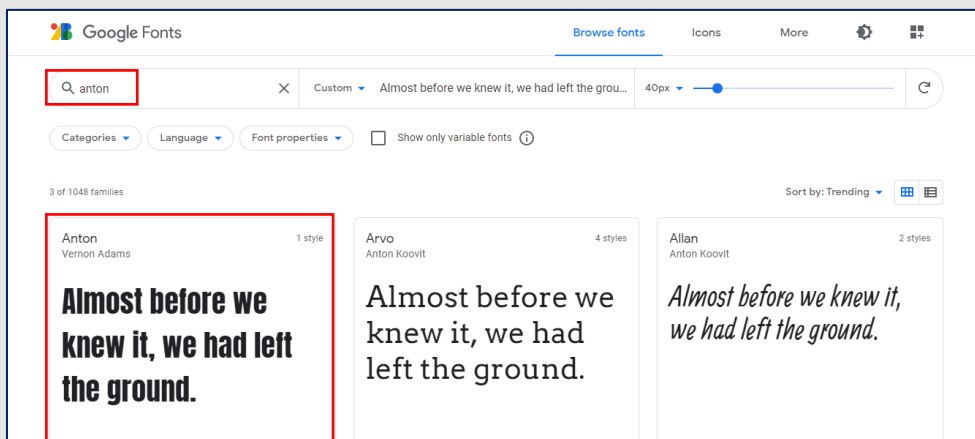 Google Fonts
Browse fonts
Icons
More
anton
Custom
Almost before we knew it, we had left the grou...
40px
Categories
Language
Font properties
Show only variable fonts
3 of 1048 families
Sort by: Trending
Anton
1 style
Vernon Adams
Almost before we
knew it, we had left
the ground.
Arvo
4 styles
Anton Koovit
Almost before we
knew it, we had
left the ground.
Allan
2 styles
Anton Koovit
Almost before we knew it,
we had left the ground.